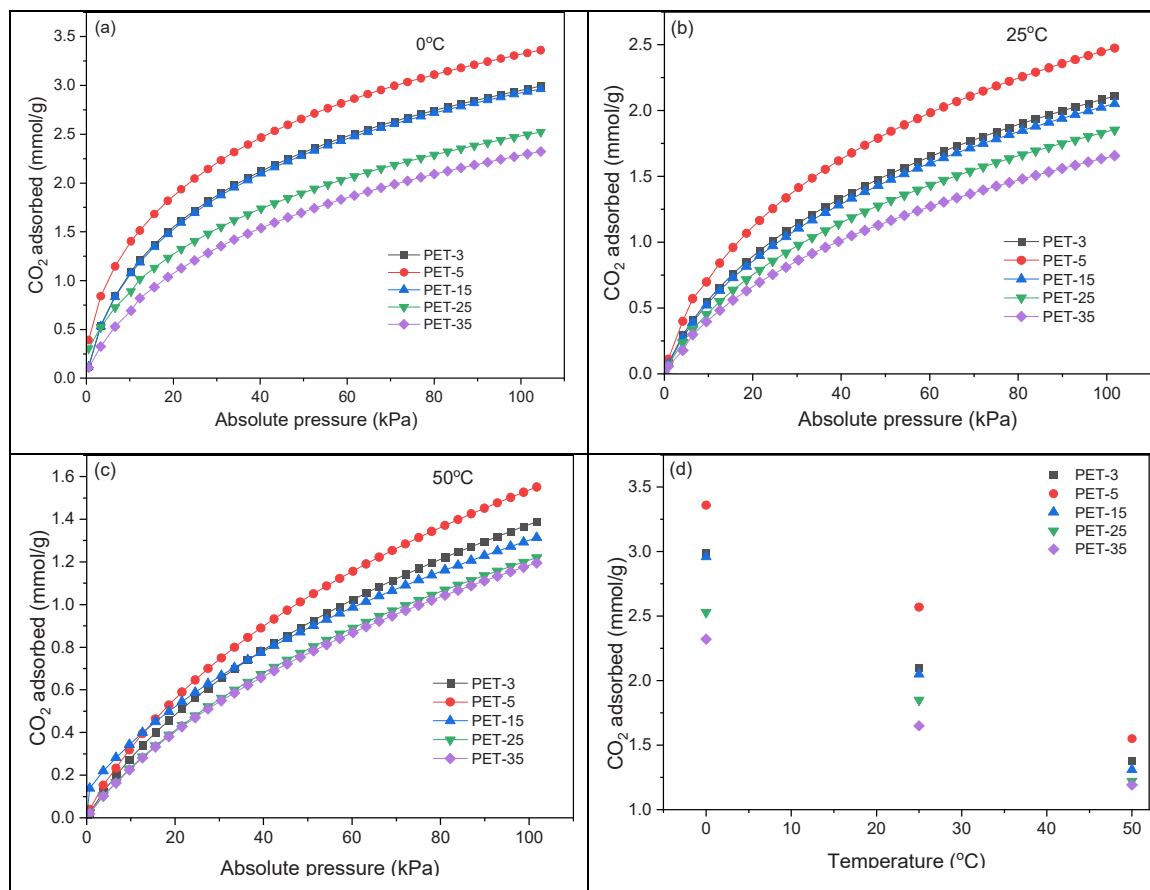 (a)
0°C
3.5
3.0
2.5
2.0
1.5
1.0
0.5
0.0
CO₂ adsorbed (mmol/g)
PET-3
PET-5
PET-15
PET-25
PET-35
0 20 40 60 80 100
Absolute pressure (kPa)
(b)
25°C
2.5
2.0
1.5
1.0
0.5
0.0
CO₂ adsorbed (mmol/g)
PET-3
PET-5
PET-15
PET-25
PET-35
0 20 40 60 80 100
Absolute pressure (kPa)
(c)
50°C
1.6
1.4
1.2
1.0
0.8
0.6
0.4
0.2
0.0
CO₂ adsorbed (mmol/g)
PET-3
PET-5
PET-15
PET-25
PET-35
0 20 40 60 80 100
Absolute pressure (kPa)
(d)
PET-3
PET-5
PET-15
PET-25
PET-35
3.5
3.0
2.5
2.0
1.5
1.0
CO₂ adsorbed (mmol/g)
0 10 20 30 40 50
Temperature (°C)